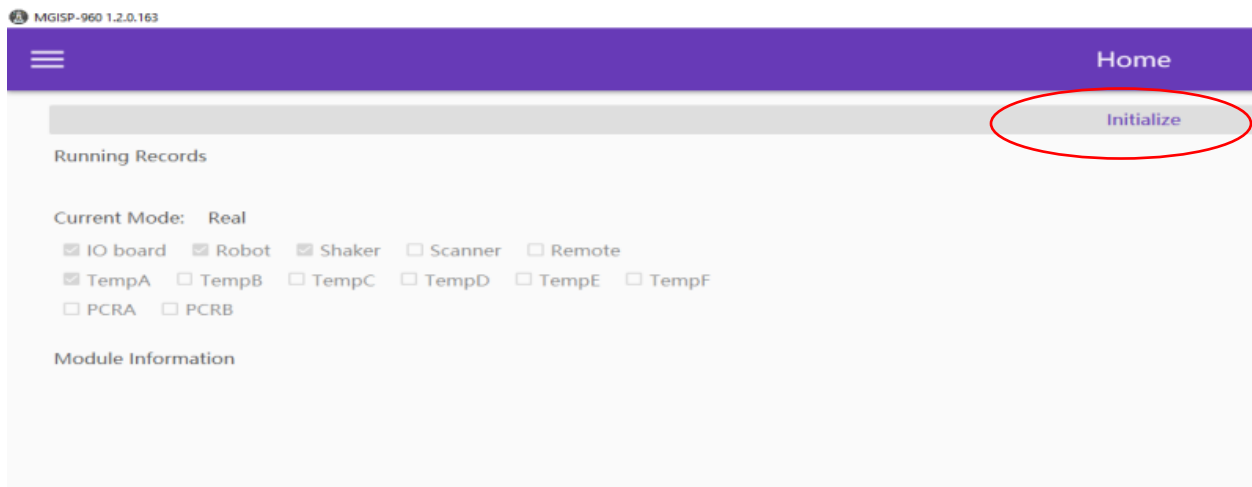 MGISP-960 1.2.0.163
Home
Initialize
Running Records
Current Mode: Real
IO board Robot Shaker Scanner Remote
TempA TempB TempC TempD TempE TempF
PCRA PCRB
Module Information